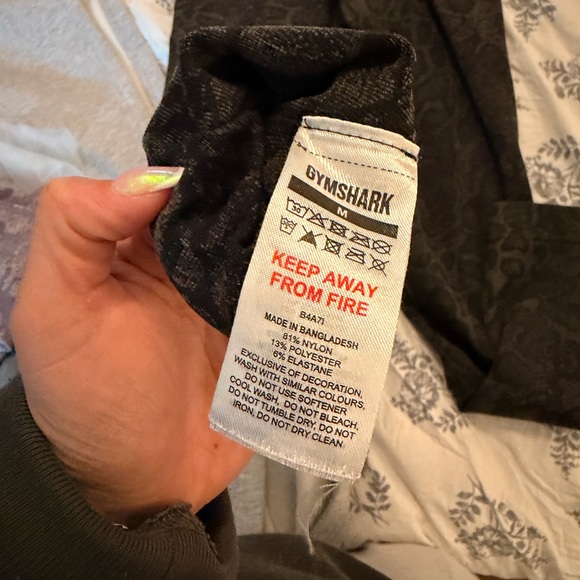 GYMSHARK
M
30
KEEP AWAY
FROM FIRE
B4A7I
MADE IN BANGLADESH
81% NYLON
13% POLYESTER
6% ELASTANE
EXCLUSIVE OF DECORATION,
WASH WITH SIMILAR COLOURS,
DO NOT USE SOFTENER
COOL WASH, DO NOT BLEACH,
DO NOT TUMBLE DRY, DO NOT
IRON, DO NOT DRY CLEAN